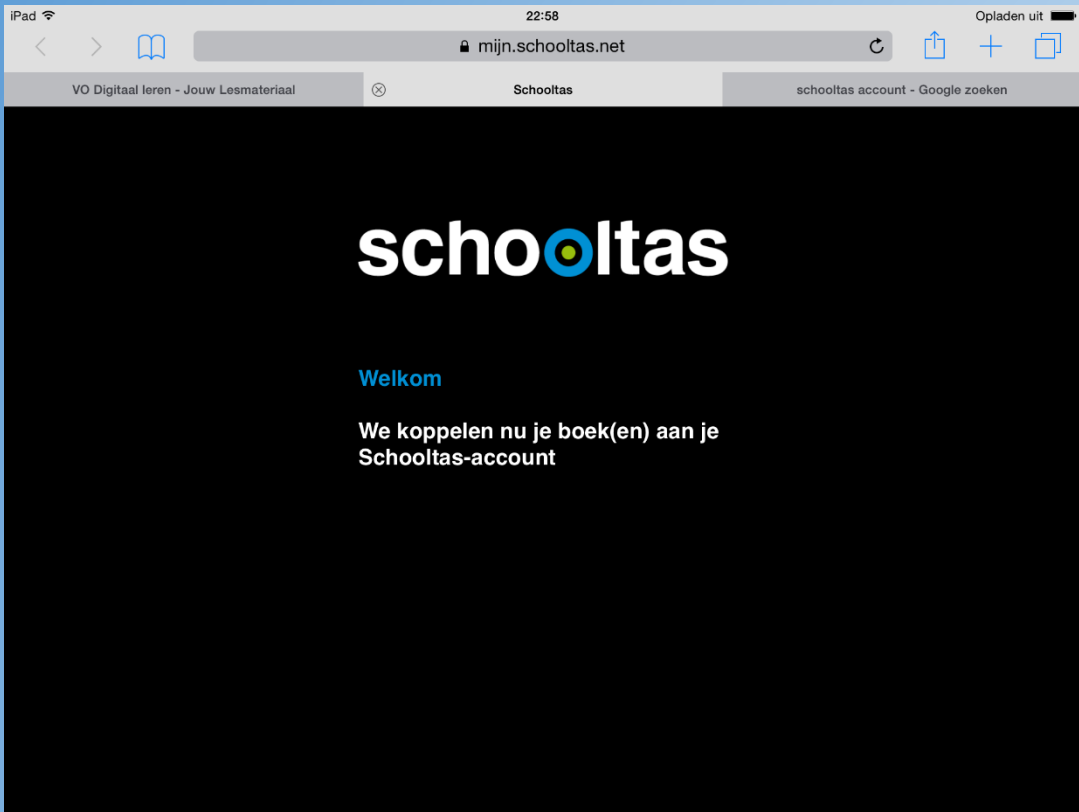 iPad 22:58 Opladen uit
mijn.schooltas.net
VO Digitaal leren - Jouw Lesmateriaal Schooltas schooltas account - Google zoeken
schooltas
Welkom
We koppelen nu je boek(en) aan je
Schooltas-account